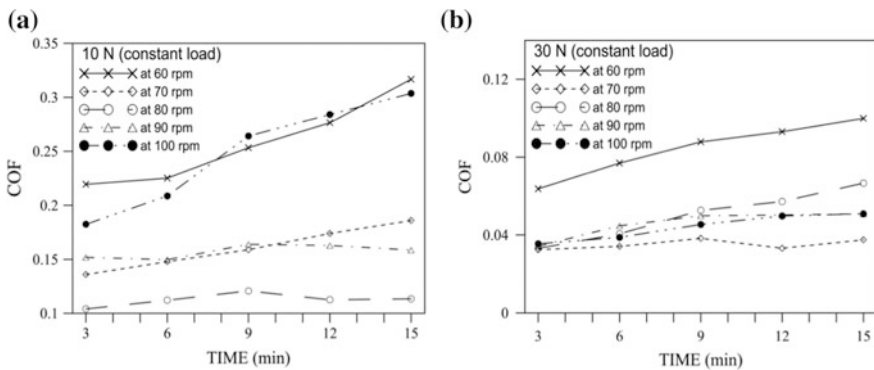 (a)
0.35
0.3
0.25
0.2
0.15
0.1
COF
10 N (constant load)
at 60 rpm
at 70 rpm
at 80 rpm
at 90 rpm
at 100 rpm
3 6 9 12 15
TIME (min)
(b)
0.12
0.08
0.04
0
COF
30 N (constant load)
at 60 rpm
at 70 rpm
at 80 rpm
at 90 rpm
at 100 rpm
3 6 9 12 15
TIME (min)